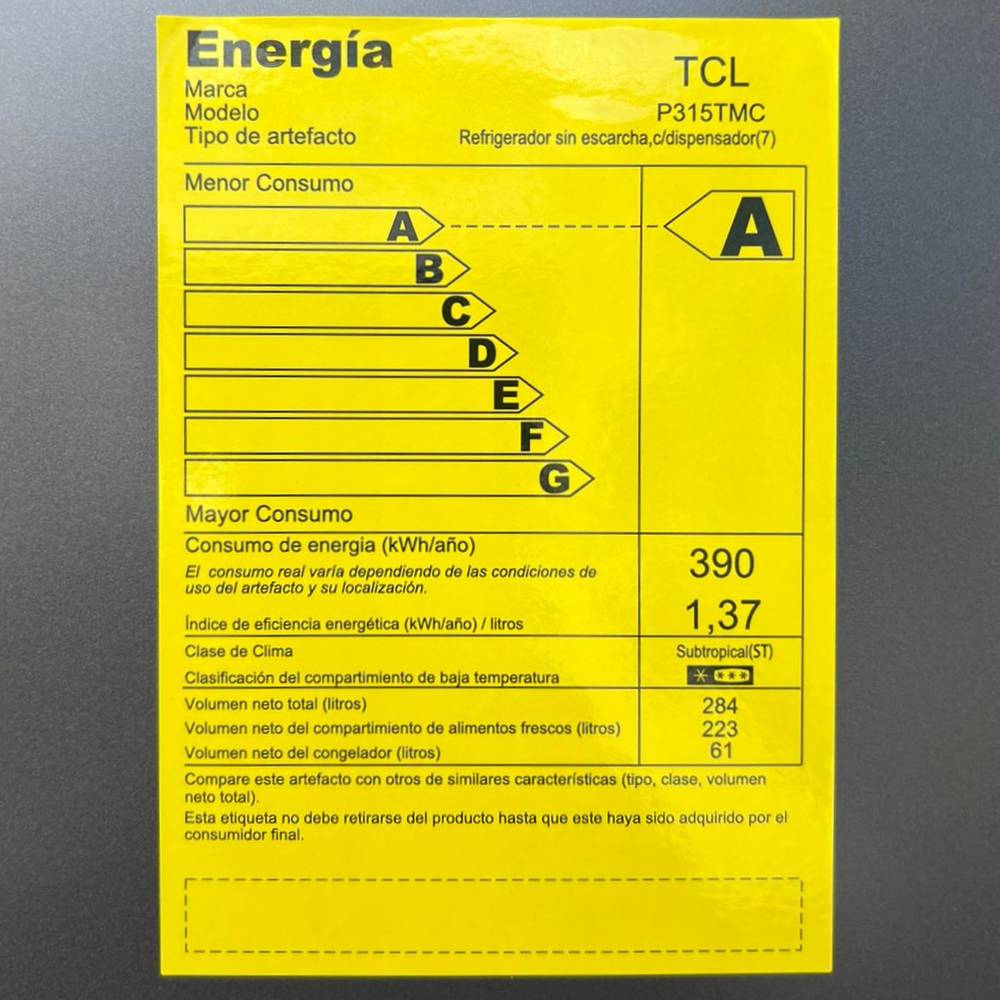 Energía
Marca TCL
Modelo P315TMC
Tipo de artefacto Refrigerador sin escarcha,c/dispensador(7)
Menor Consumo
A A
B
C
D
E
F
G
Mayor Consumo
Consumo de energia (kWh/año) 390
El consumo real varía dependiendo de las condiciones de
uso del artefacto y su localización.
Índice de eficiencia energética (kWh/año) / litros 1,37
Clase de Clima Subtropical(ST)
Clasificación del compartimiento de baja temperatura
Volumen neto total (litros) 284
Volumen neto del compartimiento de alimentos frescos (litros) 223
Volumen neto del congelador (litros) 61
Compare este artefacto con otros de similares características (tipo, clase, volumen
neto total).
Esta etiqueta no debe retirarse del producto hasta que este haya sido adquirido por el
consumidor final.